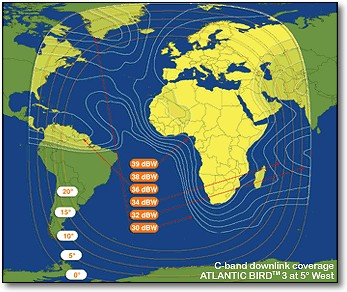 39 dBW
38 dBW
36 dBW
34 dBW
32 dBW
30 dBW
20°
15°
10°
5°
0°
C-band downlink coverage
ATLANTIC BIRD™ 3 at 5° West